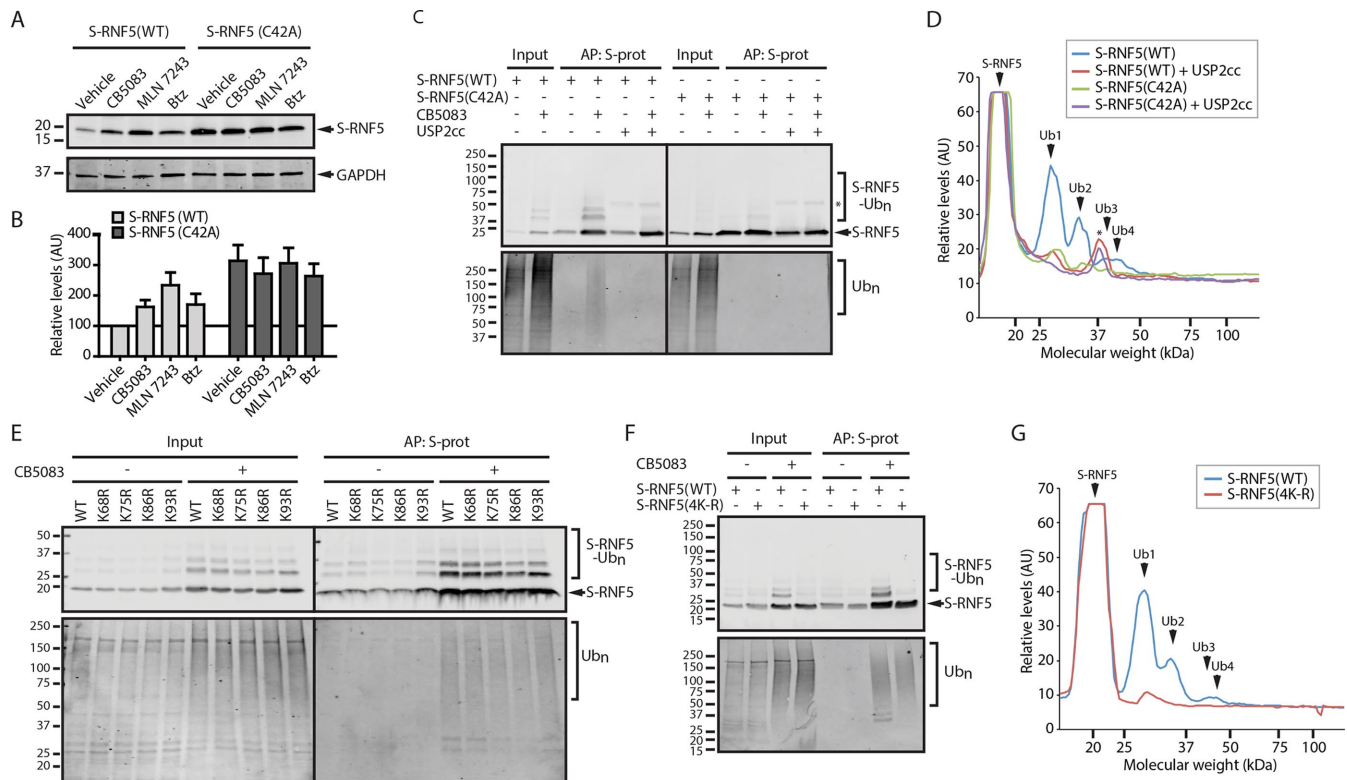 A
S-RNF5(WT) S-RNF5 (C42A)
Vehicle CB5083 MLN 7243 Btz Vehicle CB5083 MLN 7243 Btz
20
15
S-RNF5
37
GAPDH
B
S-RNF5 (WT)
S-RNF5 (C42A)
Relative levels (AU)
400
300
200
100
0
Vehicle CB5083 MLN 7243 Btz Vehicle CB5083 MLN 7243 Btz
C
Input AP: S-prot Input AP: S-prot
S-RNF5(WT) + + + + + + - - - - - -
S-RNF5(C42A) - - - - - - + + + + + +
CB5083 - + - + - + - + - + - +
USP2cc - - - - + + - - - - + +
250
150
100
75
50
37
25
S-RNF5
-Ubn
*
S-RNF5
250
150
100
75
50
37
Ubn
D
S-RNF5(WT)
S-RNF5(WT) + USP2cc
S-RNF5(C42A)
S-RNF5(C42A) + USP2cc
Relative levels (AU)
70
60
50
40
30
20
10
0
S-RNF5
Ub1
Ub2
Ub3
*
Ub4
20 25 37 50 75 100
Molecular weight (kDa)
E
Input AP: S-prot
CB5083 - + - +
WT K68R K75R K86R K93R WT K68R K75R K86R K93R WT K68R K75R K86R K93R WT K68R K75R K86R K93R
50
37
25
20
S-RNF5
-Ubn
S-RNF5
250
150
100
75
50
37
25
20
Ubn
F
Input AP: S-prot
CB5083 - + - +
S-RNF5(WT) + - + - + - + -
S-RNF5(4K-R) - + - + - + - +
250
150
100
75
50
37
25
20
15
S-RNF5
-Ubn
S-RNF5
250
150
100
75
50
37
25
20
15
Ubn
G
S-RNF5(WT)
S-RNF5(4K-R)
Relative levels (AU)
70
60
50
40
30
20
10
0
S-RNF5
Ub1
Ub2
Ub3
Ub4
20 25 37 50 75 100
Molecular weight (kDa)